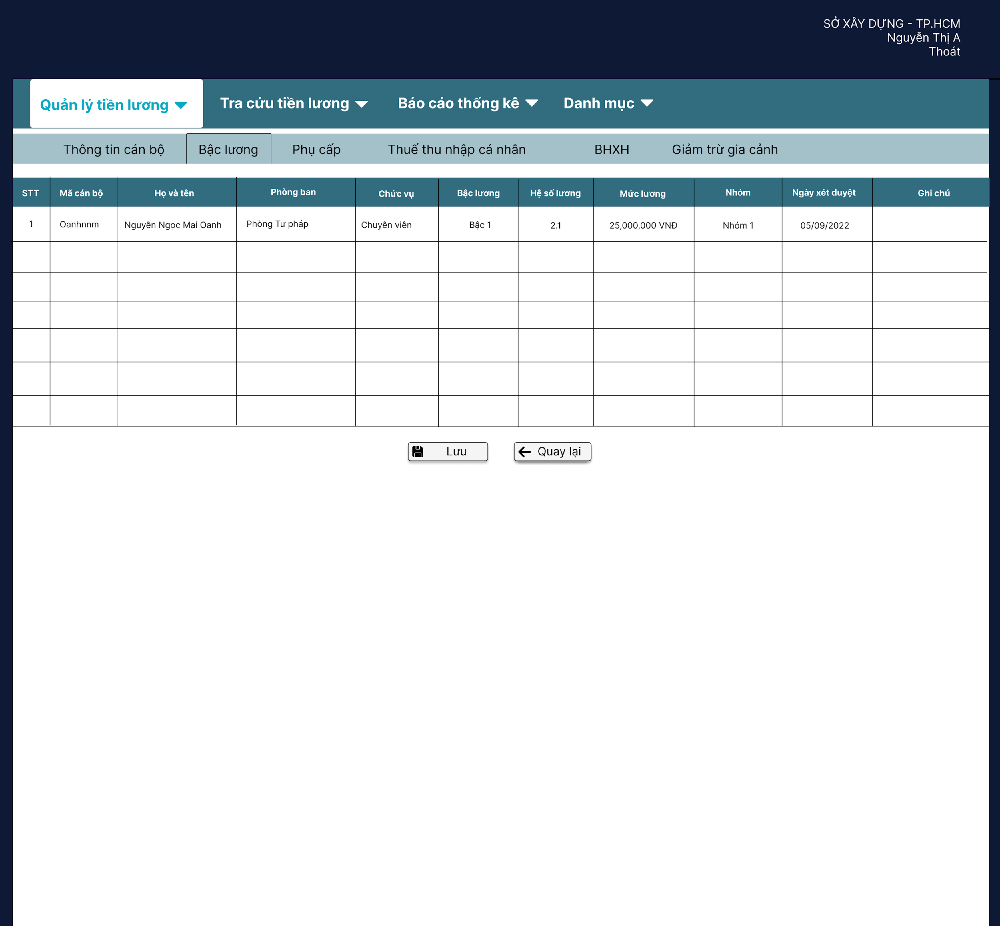 SỞ XÂY DỰNG - TP.HCM
Nguyễn Thị A
Thoát
Quản lý tiền lương Tra cứu tiền lương Báo cáo thống kê Danh mục
Thông tin cán bộ Bậc lương Phụ cấp Thuế thu nhập cá nhân BHXH Giảm trừ gia cảnh
STT Mã cán bộ Họ và tên Phòng ban Chức vụ Bậc lương Hệ số lương Mức lương Nhóm Ngày xét duyệt Ghi chú
1 Oanhnnm Nguyễn Ngọc Mai Oanh Phòng Tư pháp Chuyên viên Bậc 1 2.1 25,000,000 VNĐ Nhóm 1 05/09/2022
Lưu Quay lại